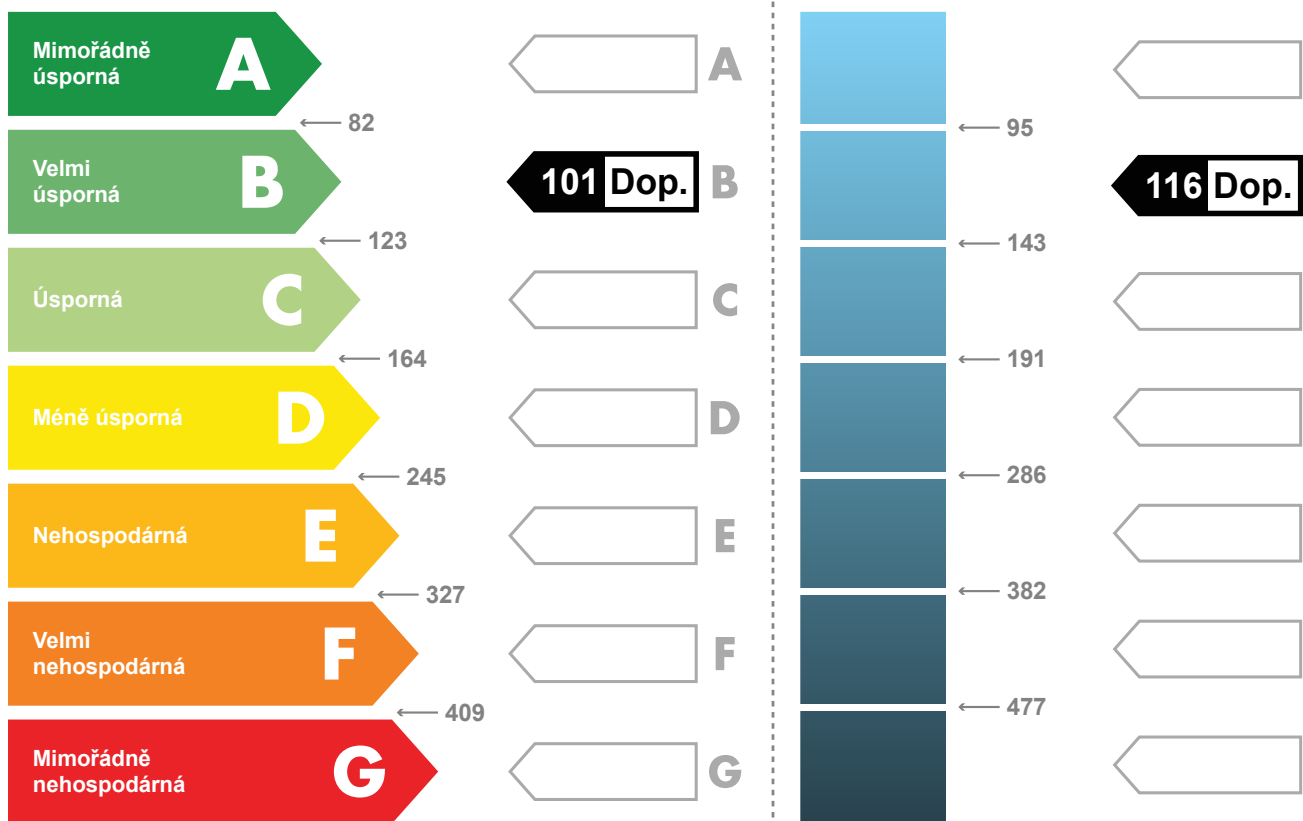 Mimořádně
úsporná
A
A
82
95
Velmi
úsporná
B
101 Dop.
B
116 Dop.
123
143
Úsporná
C
C
164
191
Méně úsporná
D
D
245
286
Nehospodárná
E
E
327
382
Velmi
nehospodárná
F
F
409
477
Mimořádně
nehospodárná
G
G